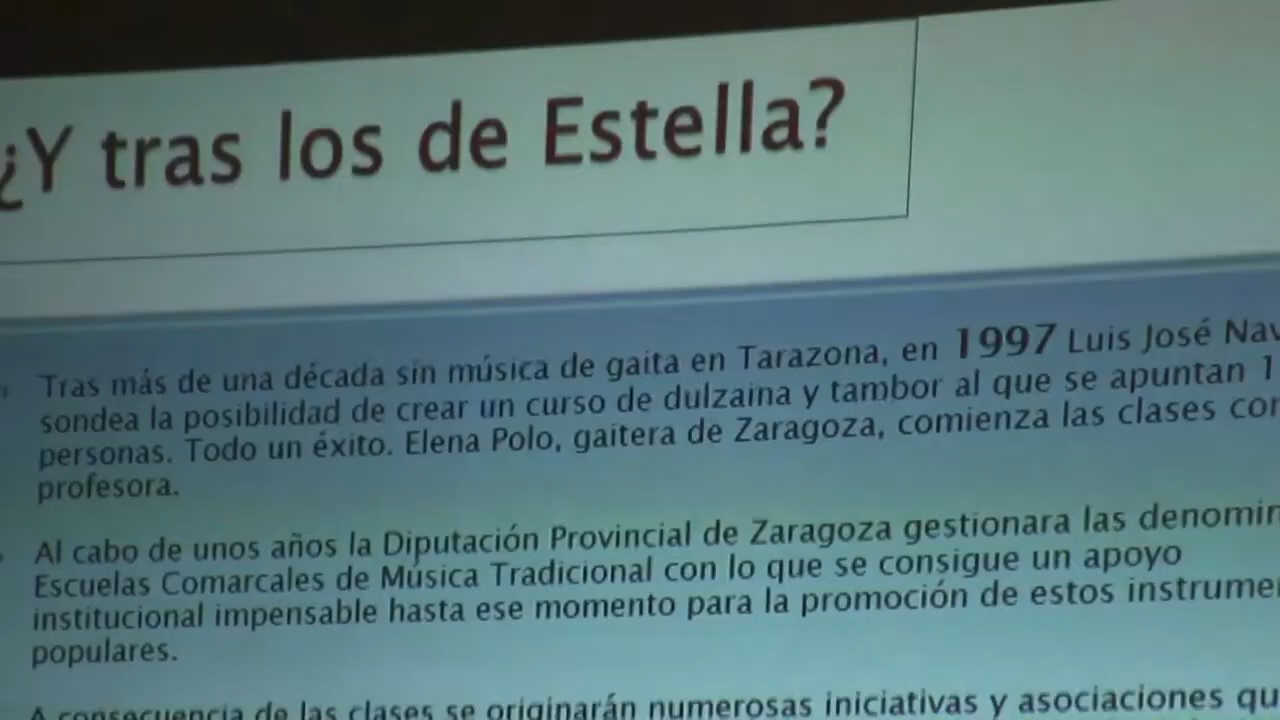 ¿Y tras los de Estella?
Tras más de una década sin música de gaita en Tarazona, en 1997 Luis José
sondea la posibilidad de crear un curso de dulzaina y tambor al que se apuntan
personas. Todo un éxito. Elena Polo, gaitera de Zaragoza, comienza las clases
profesora.
Al cabo de unos años la Diputación Provincial de Zaragoza gestionara las
Escuelas Comarcales de Música Tradicional con lo que se consigue un apoyo
institucional impensable hasta ese momento para la promoción de estos
populares.
A consecuencia de las clases se originarán numerosas iniciativas y asociaciones